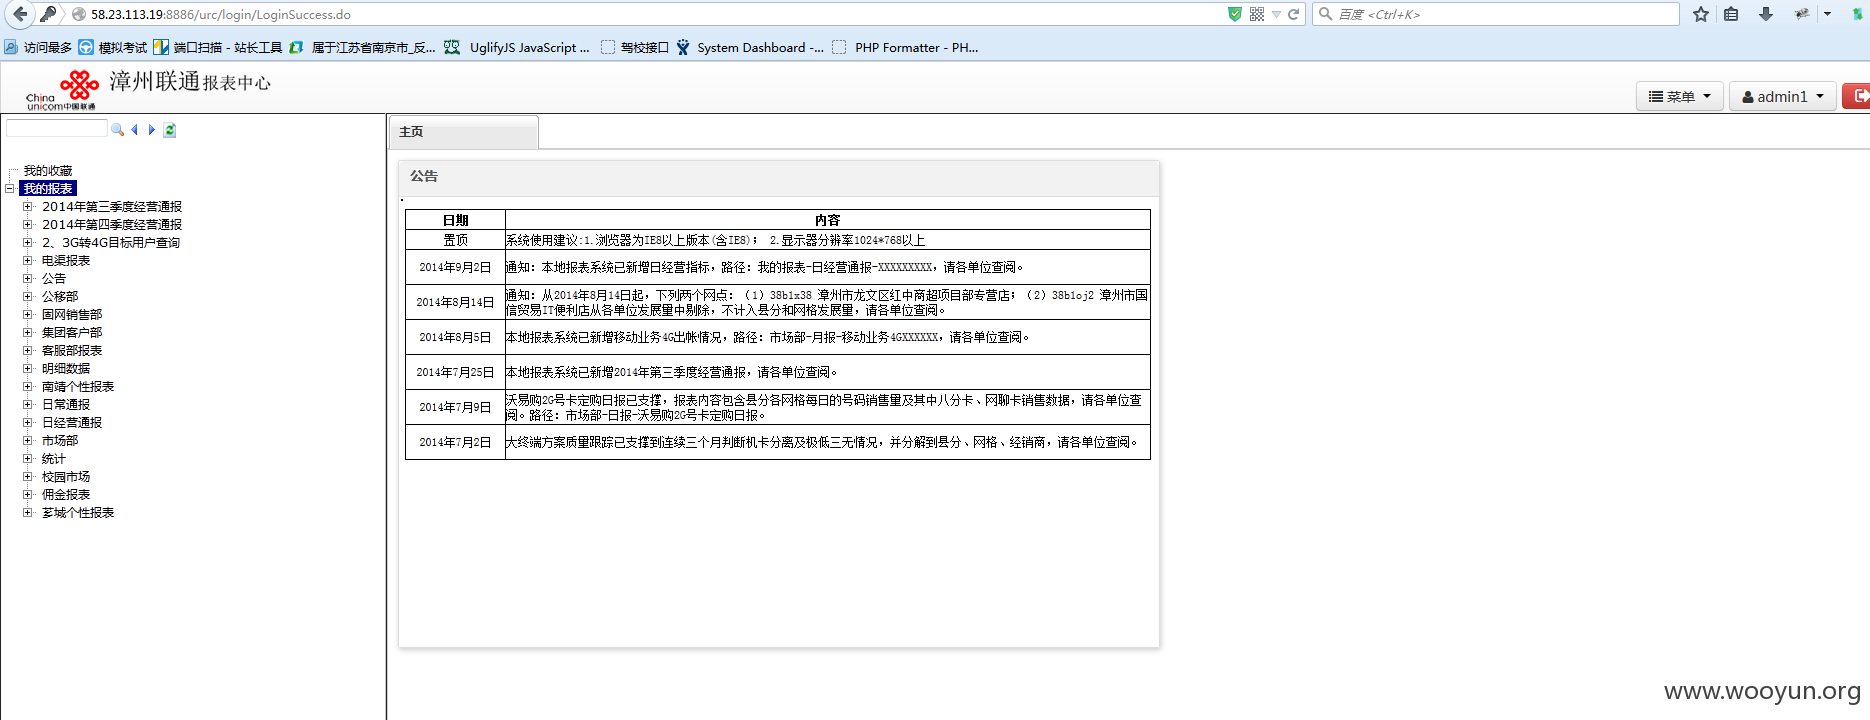 58.23.113.19:8886/urc/login/LoginSuccess.do
百度 <Ctrl+K>
访问最多 模拟考试 端口扫描 - 站长工具 属于江苏省南京市_反... UglifyJS JavaScript ... 驾校接口 System Dashboard -... PHP Formatter - PH...
China unicom中国联通 漳州联通报表中心
菜单 admin1
主页
我的收藏
我的报表
2014年第三季度经营通报
2014年第四季度经营通报
2、3G转4G目标用户查询
电渠报表
公告
公移部
固网销售部
集团客户部
客服部报表
明细数据
南靖个性报表
日常通报
日经营通报
市场部
统计
校园市场
佣金报表
芗城个性报表
公告
日期 内容
置顶 系统使用建议:1.浏览器为IE8以上版本(含IE8)； 2.显示器分辨率1024*768以上
2014年9月2日 通知：本地报表系统已新增日经营指标，路径：我的报表-日经营通报-XXXXXXXXX，请各单位查阅。
2014年8月14日 通知：从2014年8月14日起，下列两个网点：（1）38b1x38 漳州市龙文区红中商超项目部专营店；（2）38b1oj2 漳州市国
信贸易IT便利店从各单位发展量中剔除，不计入县分和网格发展量，请各单位查阅。
2014年8月5日 本地报表系统已新增移动业务4G出帐情况，路径：市场部-月报-移动业务4GXXXXXX，请各单位查阅。
2014年7月25日 本地报表系统已新增2014年第三季度经营通报，请各单位查阅。
2014年7月9日 沃易购2G号卡定购日报已支撑，报表内容包含县分各网格每日的号码销售量及其中八分卡、网聊卡销售数据，请各单位查
阅。路径：市场部-日报-沃易购2G号卡定购日报。
2014年7月2日 大终端方案质量跟踪已支撑到连续三个月判断机卡分离及极低三无情况，并分解到县分、网格、经销商，请各单位查阅。
www.wooyun.org